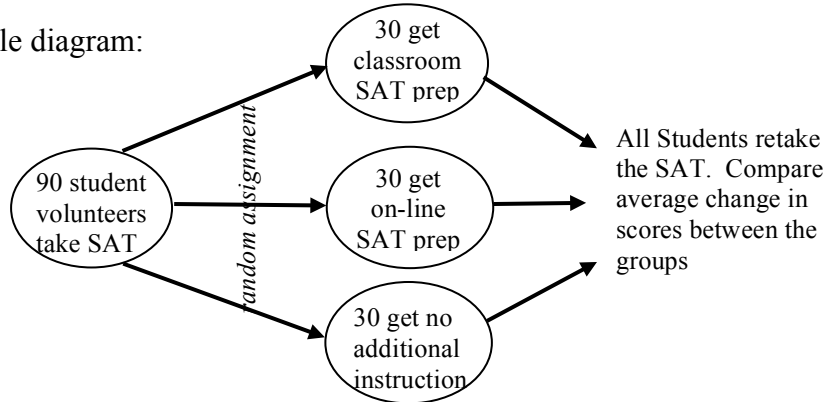 le diagram:
30 get
classroom
SAT prep
90 student
volunteers
take SAT
random assignment
30 get
on-line
SAT prep
30 get no
additional
instruction
All Students retake
the SAT. Compare
average change in
scores between the
groups